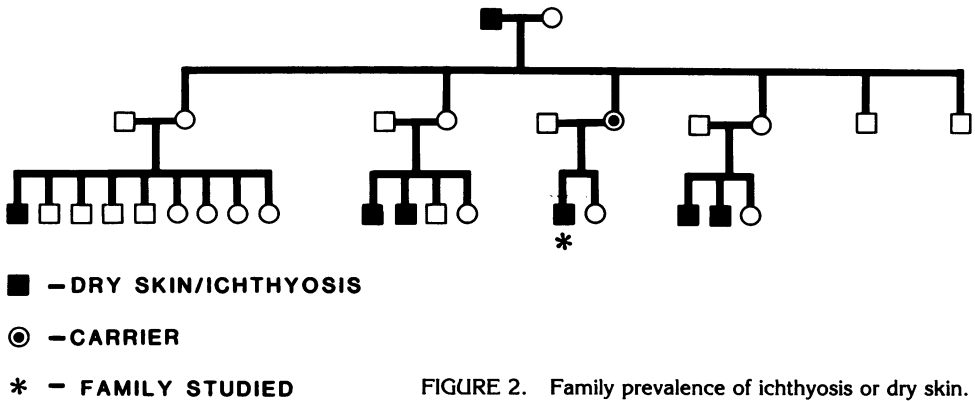 *
■ – DRY SKIN/ICHTHYOSIS
– CARRIER
* – FAMILY STUDIED
FIGURE 2. Family prevalence of ichthyosis or dry skin.